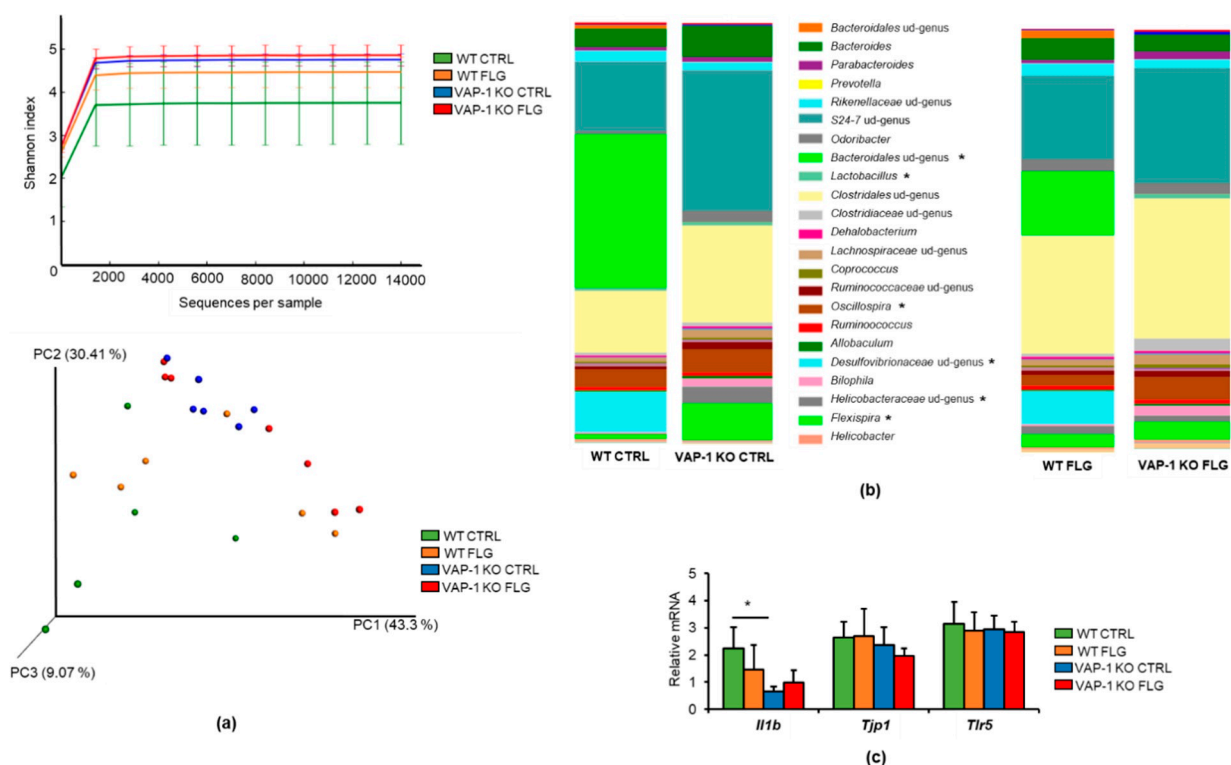 5
4
3
2
1
0
Shannon index
2000
4000
6000
8000
10000
12000
14000
Sequences per sample
WT CTRL
WT FLG
VAP-1 KO CTRL
VAP-1 KO FLG
PC2 (30.41 %)
PC1 (43.3 %)
PC3 (9.07 %)
WT CTRL
WT FLG
VAP-1 KO CTRL
VAP-1 KO FLG
(a)
WT CTRL
VAP-1 KO CTRL
Bacteroidales ud-genus
Bacteroides
Parabacteroides
Prevotella
Rikenellaceae ud-genus
S24-7 ud-genus
Odoribacter
Bacteroidales ud-genus *
Lactobacillus *
Clostridales ud-genus
Clostridiaceae ud-genus
Dehalobacterium
Lachnospiraceae ud-genus
Coprococcus
Ruminococcaceae ud-genus
Oscillospira *
Ruminoococcus
Allobaculum
Desulfovibrionaceae ud-genus *
Bilophila
Helicobacteraceae ud-genus *
Flexispira *
Helicobacter
WT FLG
VAP-1 KO FLG
(b)
5
4
3
2
1
0
Relative mRNA
*
Il1b
Tjp1
Tlr5
WT CTRL
WT FLG
VAP-1 KO CTRL
VAP-1 KO FLG
(c)